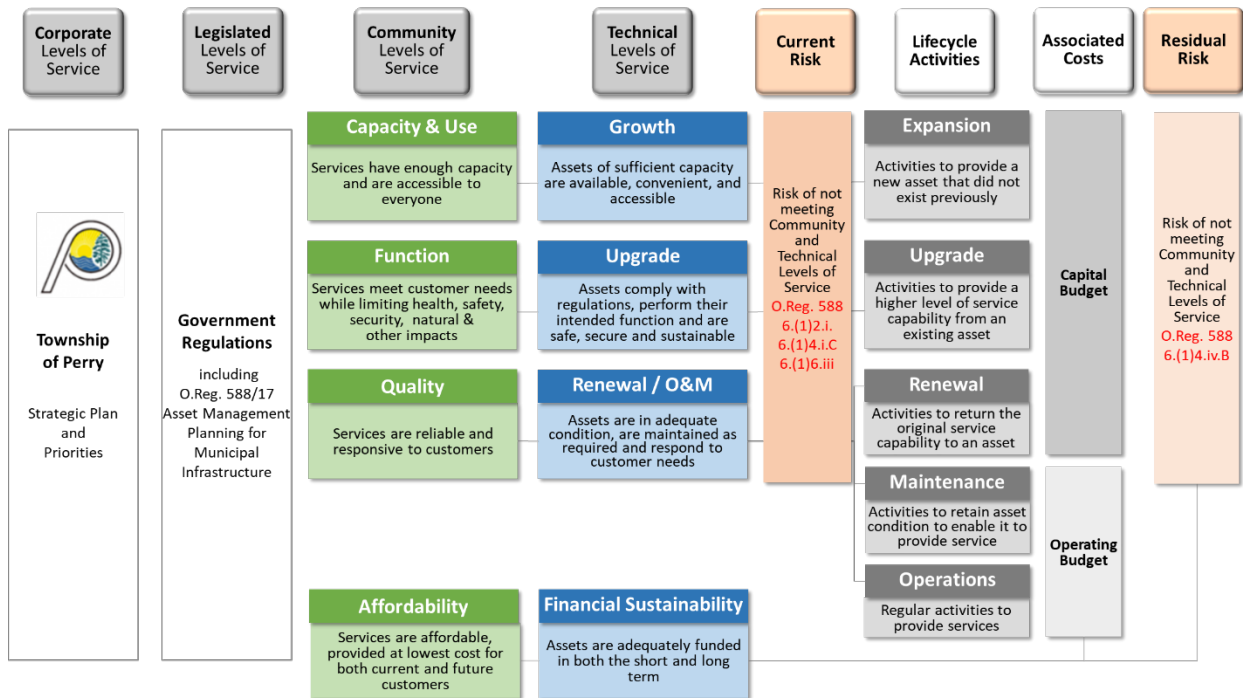 Corporate
Levels of
Service
Legislated
Levels of
Service
Community
Levels of
Service
Technical
Levels of
Service
Current
Risk
Lifecycle
Activities
Associated
Costs
Residual
Risk
Township
of Perry
Strategic Plan
and
Priorities
Government
Regulations
including
O.Reg. 588/17
Asset Management
Planning for
Municipal
Infrastructure
Capacity & Use
Services have enough capacity
and are accessible to
everyone
Function
Services meet customer needs
while limiting health, safety,
security, natural &
other impacts
Quality
Services are reliable and
responsive to customers
Affordability
Services are affordable,
provided at lowest cost for
both current and future
customers
Growth
Assets of sufficient capacity
are available, convenient, and
accessible
Upgrade
Assets comply with
regulations, perform their
intended function and are
safe, secure and sustainable
Renewal / O&M
Assets are in adequate
condition, are maintained as
required and respond to
customer needs
Financial Sustainability
Assets are adequately funded
in both the short and long
term
Risk of not
meeting
Community
and
Technical
Levels of
Service
O.Reg. 588
6.(1)2.i.
6.(1)4.i.C
6.(1)6.iii
Expansion
Activities to provide a
new asset that did not
exist previously
Upgrade
Activities to provide a
higher level of service
capability from an
existing asset
Renewal
Activities to return the
original service
capability to an asset
Maintenance
Activities to retain asset
condition to enable it to
provide service
Operations
Regular activities to
provide services
Capital
Budget
Operating
Budget
Risk of not
meeting
Community
and
Technical
Levels of
Service
O.Reg. 588
6.(1)4.iv.B